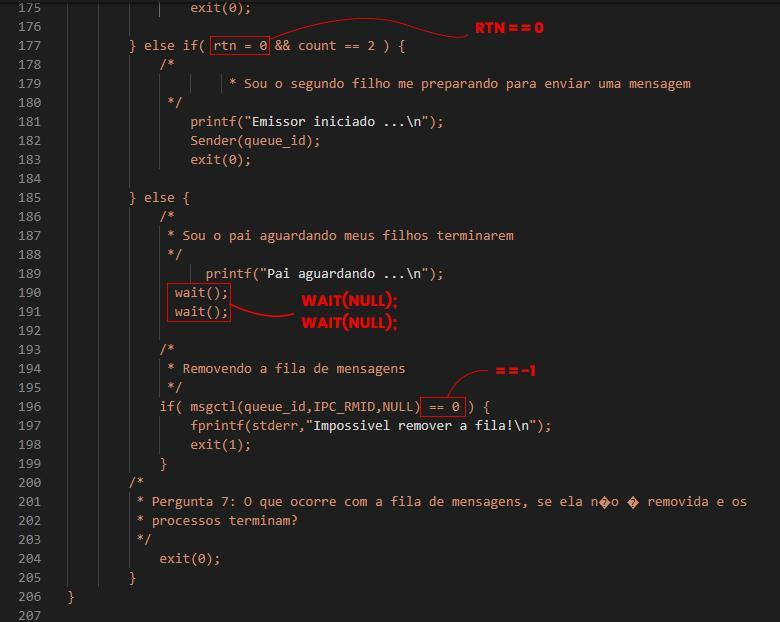 175 exit(0);
176
177 } else if( rtn = 0 && count == 2 ) {
RTN == 0
178 /*
179 * Sou o segundo filho me preparando para enviar uma mensagem
180 */
181 printf("Emissor iniciado ...\n");
182 Sender(queue_id);
183 exit(0);
184
185 } else {
186 /*
187 * Sou o pai aguardando meus filhos terminarem
188 */
189 printf("Pai aguardando ...\n");
190 wait();
WAIT(NULL);
191 wait();
WAIT(NULL);
192
193 /*
194 * Removendo a fila de mensagens
195 */
== -1
196 if( msgctl(queue_id,IPC_RMID,NULL) == 0 ) {
197 fprintf(stderr,"Impossivel remover a fila!\n");
198 exit(1);
199 }
200 /*
201 * Pergunta 7: O que ocorre com a fila de mensagens, se ela n�o � removida e os
202 * processos terminam?
203 */
204 exit(0);
205 }
206 }
207